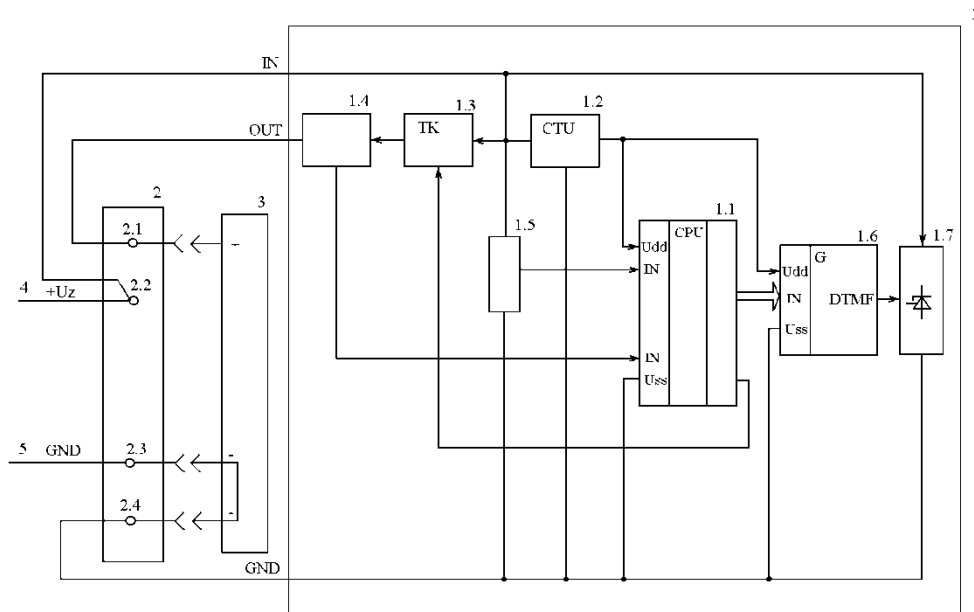 IN
1.4
1.3
1.2
OUT
TK
CTU
2
3
1.1
2.1
1.5
CPU
1.6
1.7
Udd
G
4
+Uz
2.2
IN
Udd
IN
DTMF
Uss
IN
Uss
5
GND
2.3
-
2.4
-
GND